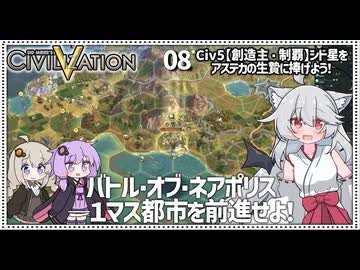 SID MEIER'S
CIVILIZATION
V
08
Civ5【創造主・制覇】シド星を
アステカの生贄に捧げよう!
バトル・オブ・ネアポリス
1マス都市を前進せよ!